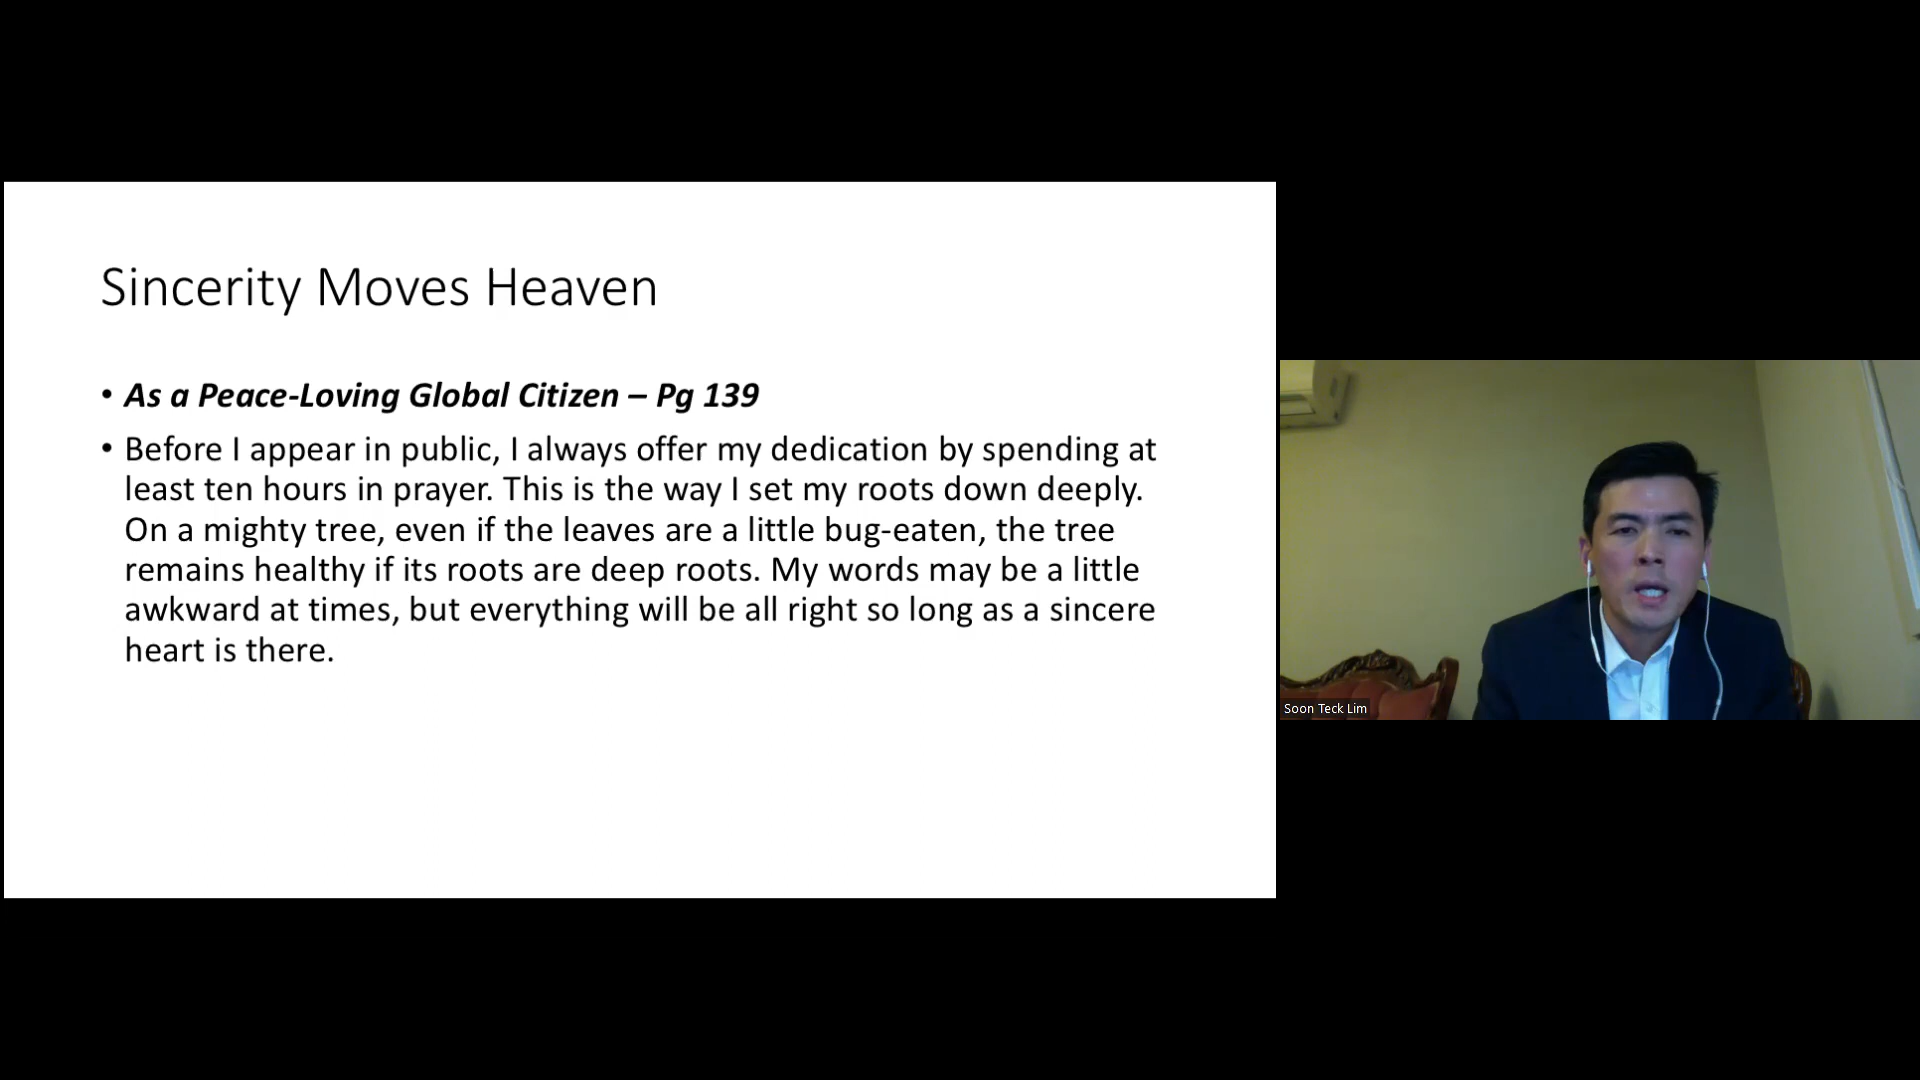 Sincerity Moves Heaven
• As a Peace-Loving Global Citizen – Pg 139
• Before I appear in public, I always offer my dedication by spending at
least ten hours in prayer. This is the way I set my roots down deeply.
On a mighty tree, even if the leaves are a little bug-eaten, the tree
remains healthy if its roots are deep roots. My words may be a little
awkward at times, but everything will be all right so long as a sincere
heart is there.
Soon Teck Lim